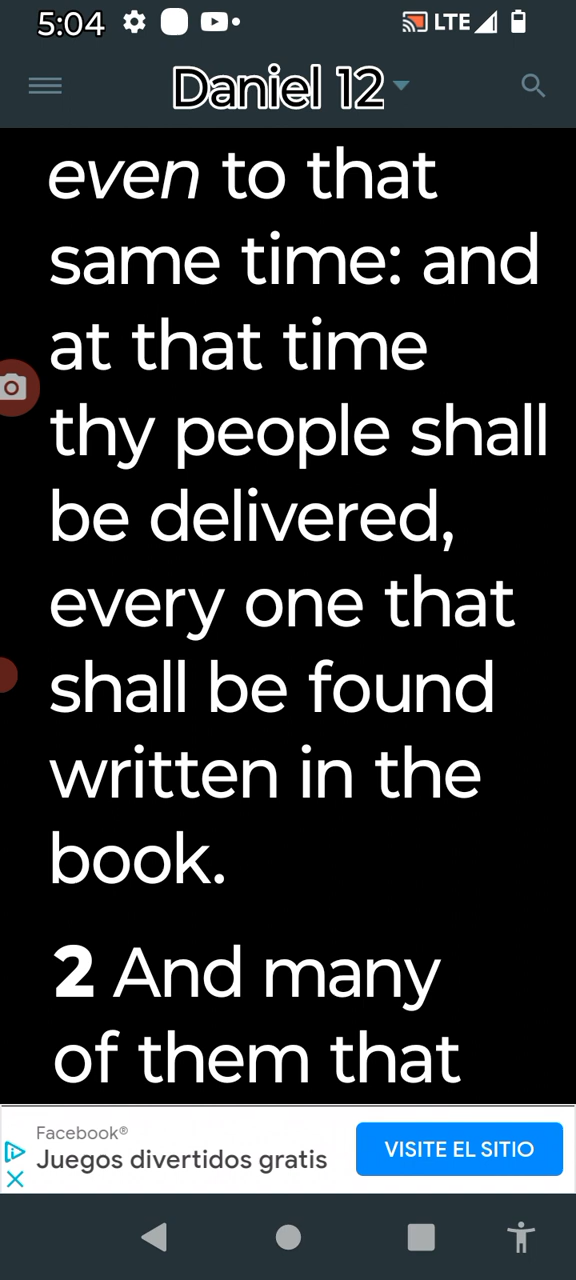 5:04 LTE
Daniel 12
even to that
same time: and
at that time
thy people shall
be delivered,
every one that
shall be found
written in the
book.
2 And many
of them that
Facebook®
Juegos divertidos gratis
VISITE EL SITIO